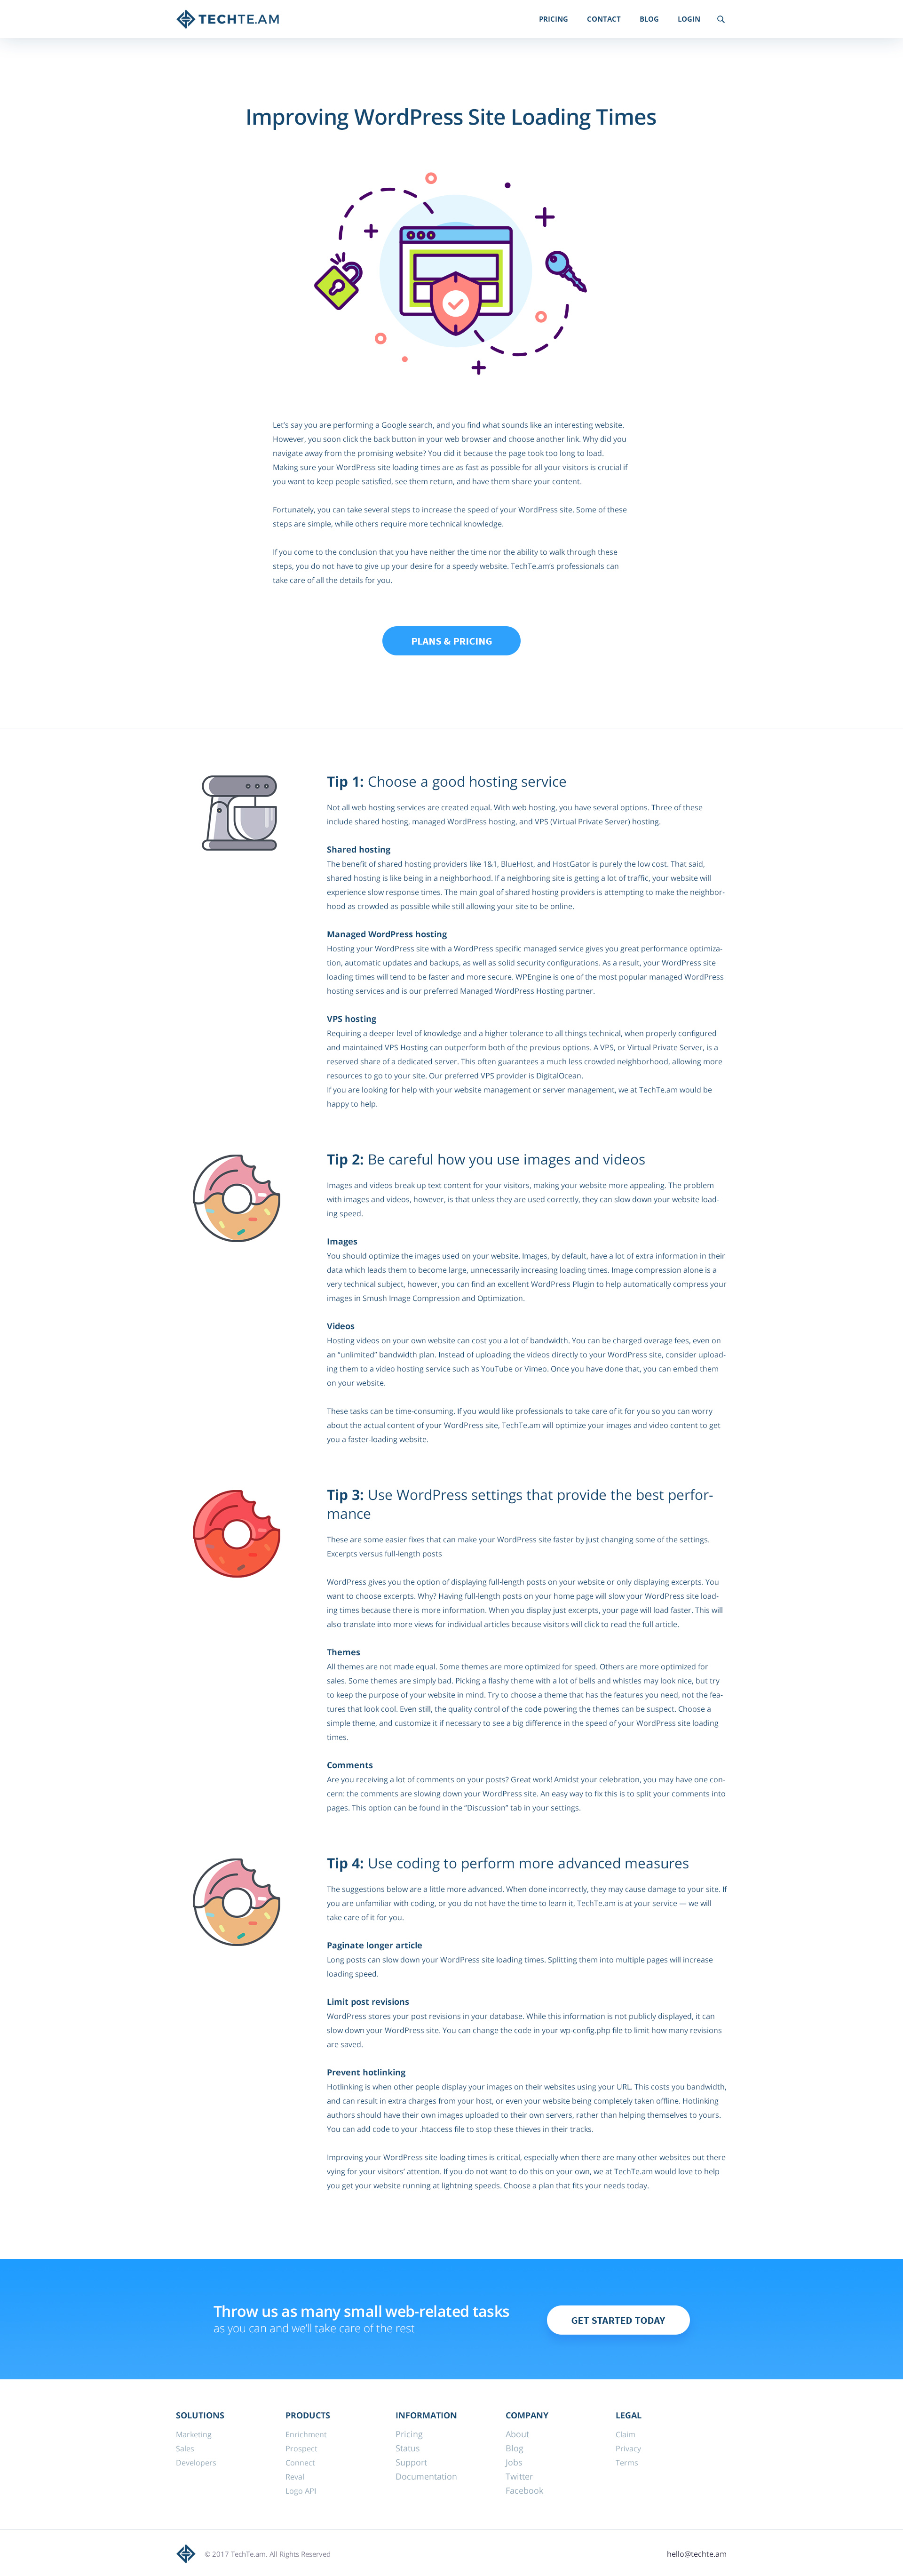 TECHTE.AM
PRICING CONTACT BLOG LOGIN
Improving WordPress Site Loading Times
Let's say you are performing a Google search, and you find what sounds like an interesting website.
However, you soon click the back button in your web browser and choose another link. Why did you
navigate away from the promising website? You did it because the page took too long to load.
Making sure your WordPress site loading times are as fast as possible for all your visitors is crucial if
you want to keep people satisfied, see them return, and have them share your content.
Fortunately, you can take several steps to increase the speed of your WordPress site. Some of these
steps are simple, while others require more technical knowledge.
If you come to the conclusion that you have neither the time nor the ability to walk through these
steps, you do not have to give up your desire for a speedy website. TechTe.am's professionals can
take care of all the details for you.
PLANS & PRICING
Tip 1: Choose a good hosting service
Not all web hosting services are created equal. With web hosting, you have several options. Three of these
include shared hosting, managed WordPress hosting, and VPS (Virtual Private Server) hosting.
Shared hosting
The benefit of shared hosting providers like 1&1, BlueHost, and HostGator is purely the low cost. That said,
shared hosting is like being in a neighborhood. If a neighboring site is getting a lot of traffic, your website will
experience slow response times. The main goal of shared hosting providers is attempting to make the neighbor-
hood as crowded as possible while still allowing your site to be online.
Managed WordPress hosting
Hosting your WordPress site with a WordPress specific managed service gives you great performance optimiza-
tion, automatic updates and backups, as well as solid security configurations. As a result, your WordPress site
loading times will tend to be faster and more secure. WPEngine is one of the most popular managed WordPress
hosting services and is our preferred Managed WordPress Hosting partner.
VPS hosting
Requiring a deeper level of knowledge and a higher tolerance to all things technical, when properly configured
and maintained VPS Hosting can outperform both of the previous options. A VPS, or Virtual Private Server, is a
reserved share of a dedicated server. This often guarantees a much less crowded neighborhood, allowing more
resources to go to your site. Our preferred VPS provider is DigitalOcean.
If you are looking for help with your website management or server management, we at TechTe.am would be
happy to help.
Tip 2: Be careful how you use images and videos
Images and videos break up text content for your visitors, making your website more appealing. The problem
with images and videos, however, is that unless they are used correctly, they can slow down your website load-
ing speed.
Images
You should optimize the images used on your website. Images, by default, have a lot of extra information in their
data which leads them to become large, unnecessarily increasing loading times. Image compression alone is a
very technical subject, however, you can find an excellent WordPress Plugin to help automatically compress your
images in Smush Image Compression and Optimization.
Videos
Hosting videos on your own website can cost you a lot of bandwidth. You can be charged overage fees, even on
an "unlimited" bandwidth plan. Instead of uploading the videos directly to your WordPress site, consider upload-
ing them to a video hosting service such as YouTube or Vimeo. Once you have done that, you can embed them
on your website.
These tasks can be time-consuming. If you would like professionals to take care of it for you so you can worry
about the actual content of your WordPress site, TechTe.am will optimize your images and video content to get
you a faster-loading website.
Tip 3: Use WordPress settings that provide the best perfor-
mance
These are some easier fixes that can make your WordPress site faster by just changing some of the settings.
Excerpts versus full-length posts
WordPress gives you the option of displaying full-length posts on your website or only displaying excerpts. You
want to choose excerpts. Why? Having full-length posts on your home page will slow your WordPress site load-
ing times because there is more information. When you display just excerpts, your page will load faster. This will
also translate into more views for individual articles because visitors will click to read the full article.
Themes
All themes are not made equal. Some themes are more optimized for speed. Others are more optimized for
sales. Some themes are simply bad. Picking a flashy theme with a lot of bells and whistles may look nice, but try
to keep the purpose of your website in mind. Try to choose a theme that has the features you need, not the fea-
tures that look cool. Even still, the quality control of the code powering the themes can be suspect. Choose a
simple theme, and customize it if necessary to see a big difference in the speed of your WordPress site loading
times.
Comments
Are you receiving a lot of comments on your posts? Great work! Amidst your celebration, you may have one con-
cern: the comments are slowing down your WordPress site. An easy way to fix this is to split your comments into
pages. This option can be found in the "Discussion" tab in your settings.
Tip 4: Use coding to perform more advanced measures
The suggestions below are a little more advanced. When done incorrectly, they may cause damage to your site. If
you are unfamiliar with coding, or you do not have the time to learn it, TechTe.am is at your service — we will
take care of it for you.
Paginate longer article
Long posts can slow down your WordPress site loading times. Splitting them into multiple pages will increase
loading speed.
Limit post revisions
WordPress stores your post revisions in your database. While this information is not publicly displayed, it can
slow down your WordPress site. You can change the code in your wp-config.php file to limit how many revisions
are saved.
Prevent hotlinking
Hotlinking is when other people display your images on their websites using your URL. This costs you bandwidth,
and can result in extra charges from your host, or even your website being completely taken offline. Hotlinking
authors should have their own images uploaded to their own servers, rather than helping themselves to yours.
You can add code to your .htaccess file to stop these thieves in their tracks.
Improving your WordPress site loading times is critical, especially when there are many other websites out there
vying for your visitors' attention. If you do not want to do this on your own, we at TechTe.am would love to help
you get your website running at lightning speeds. Choose a plan that fits your needs today.
Throw us as many small web-related tasks
as you can and we'll take care of the rest
GET STARTED TODAY
SOLUTIONS
Marketing
Sales
Developers
PRODUCTS
Enrichment
Prospect
Connect
Reval
Logo API
INFORMATION
Pricing
Status
Support
Documentation
COMPANY
About
Blog
Jobs
Twitter
Facebook
LEGAL
Claim
Privacy
Terms
© 2017 TechTe.am. All Rights Reserved
hello@techte.am